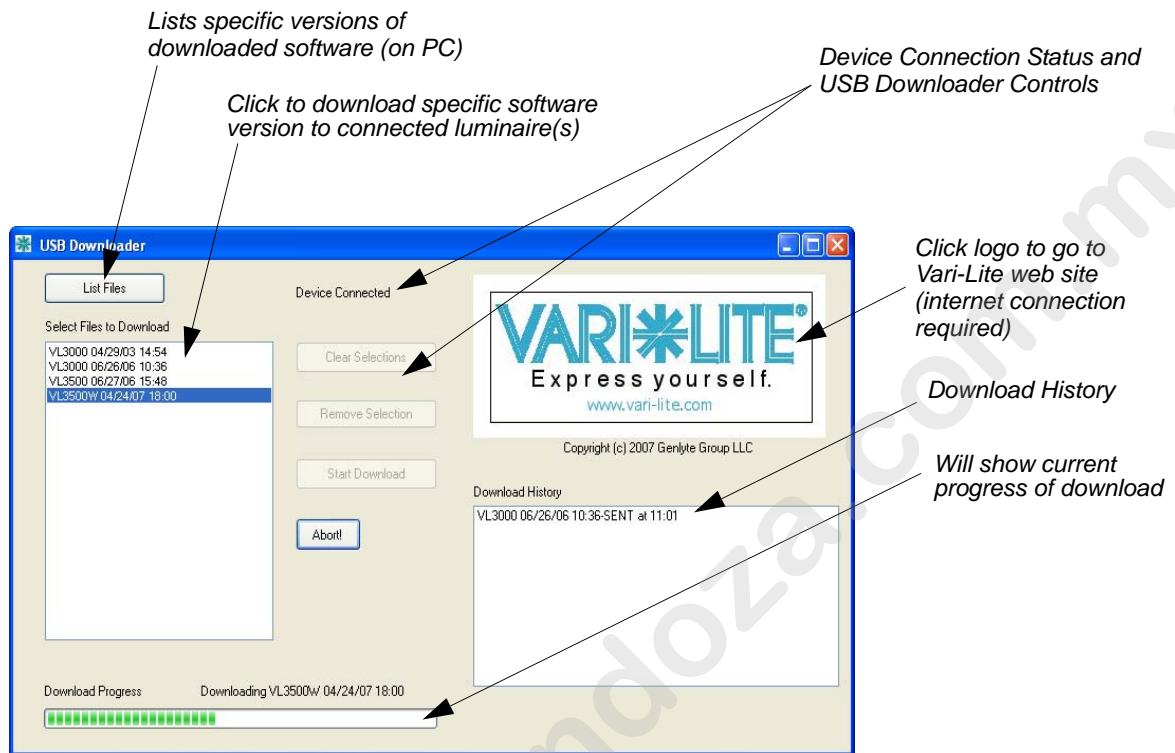 Lists specific versions of
downloaded software (on PC)
Click to download specific software
version to connected luminaire(s)
Device Connection Status and
USB Downloader Controls
USB Downloader
List Files
Device Connected
Select Files to Download
VL3000 04/29/03 14:54
VL3000 06/26/06 10:36
VL3500 06/27/06 15:48
VL3500W 04/24/07 18:00
Clear Selections
Remove Selection
Start Download
Abort!
VARI*LITE®
Express yourself.
www.vari-lite.com
Copyright (c) 2007 Genlyte Group LLC
Download History
VL3000 06/26/06 10:36-SENT at 11:01
Download Progress
Downloading VL3500W 04/24/07 18:00
Click logo to go to
Vari-Lite web site
(internet connection
required)
Download History
Will show current
progress of download
ndoza.com.m